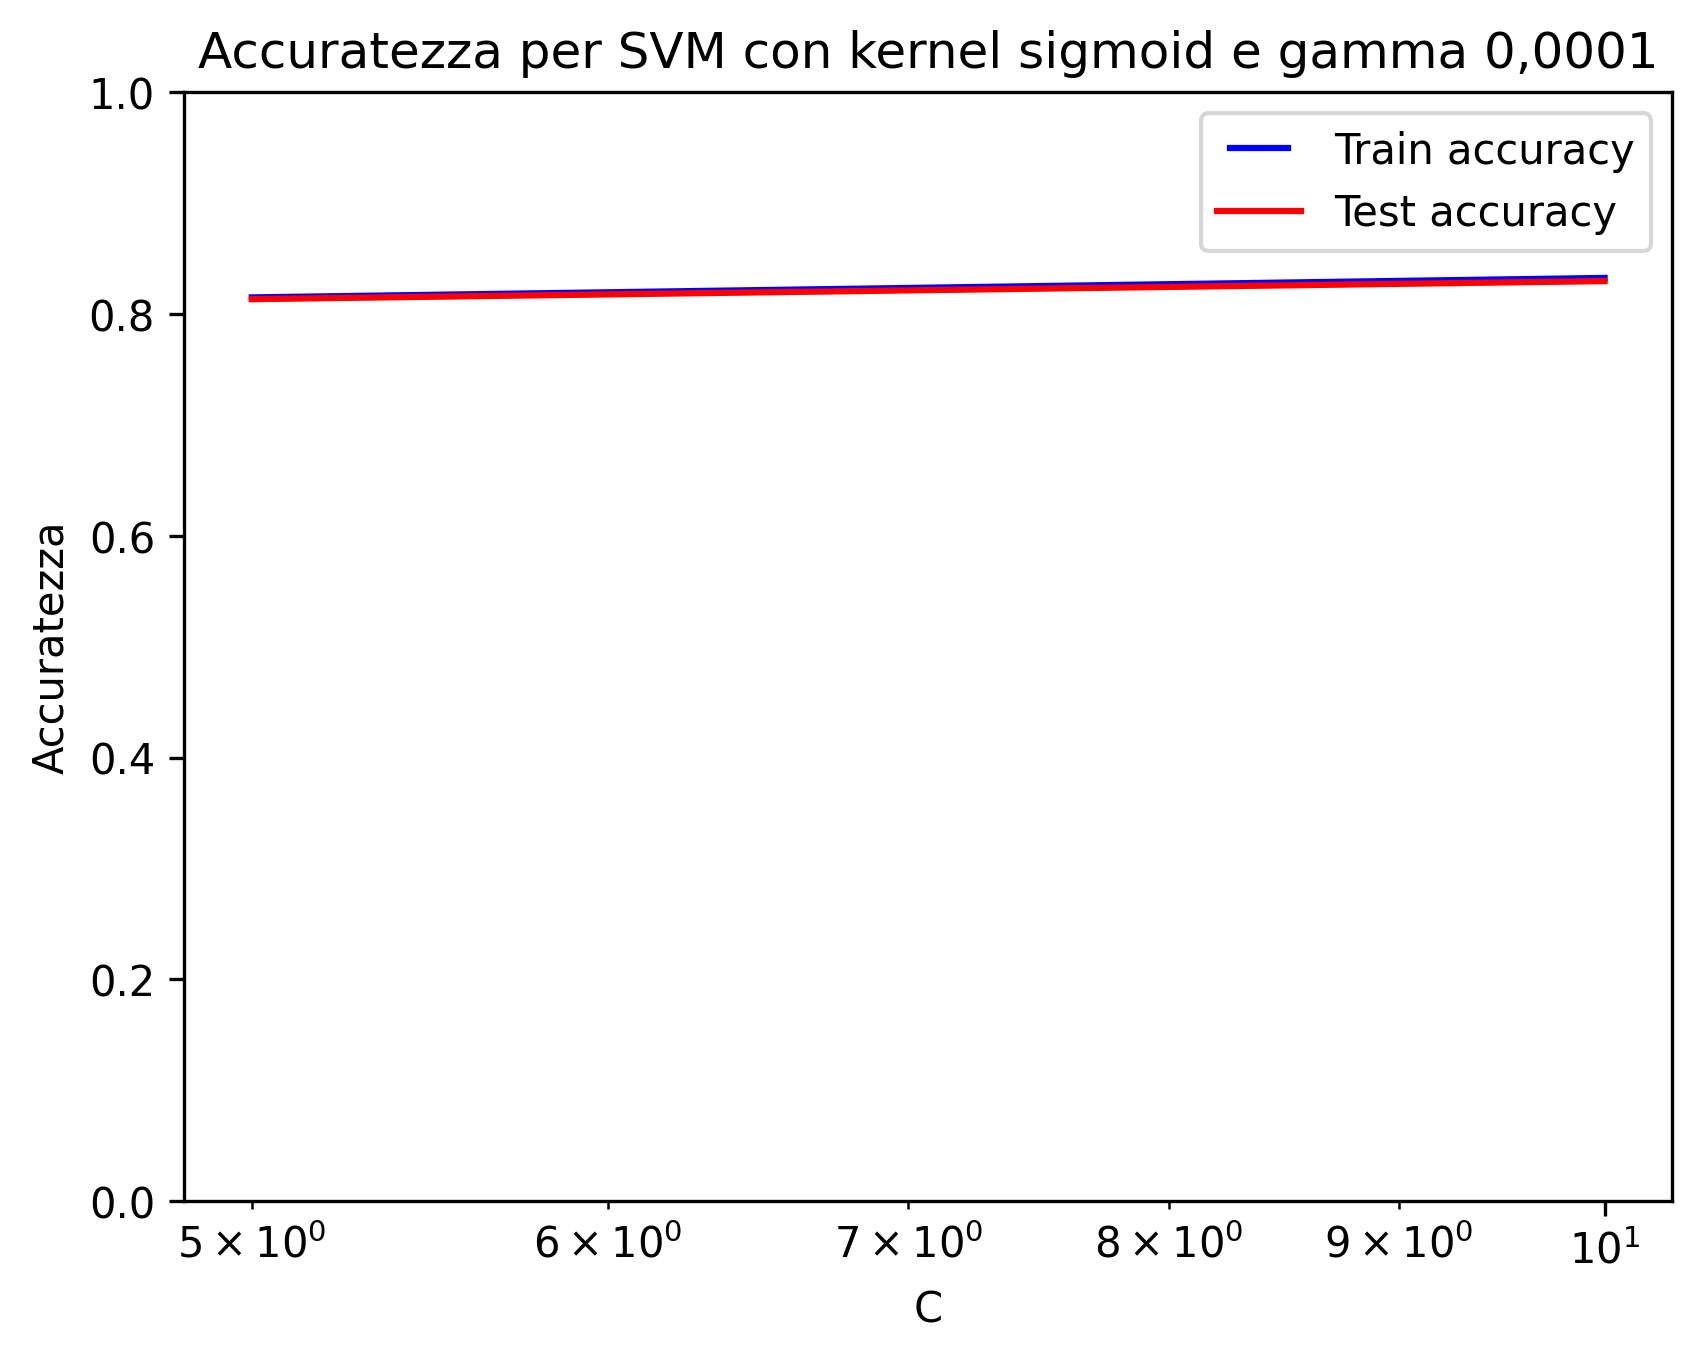 Accuratezza per SVM con kernel sigmoid e gamma 0,0001
1.0
Train accuracy
Test accuracy
0.8
0.6
Accuratezza
0.4
0.2
0.0
5 × 10⁰ 6 × 10⁰ 7 × 10⁰ 8 × 10⁰ 9 × 10⁰ 10¹
C